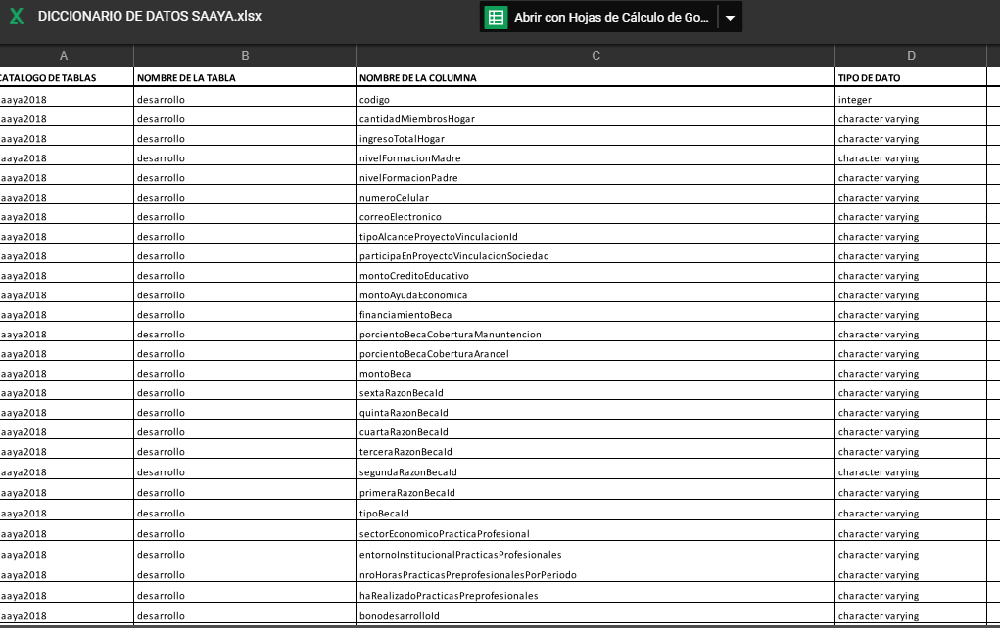 DICCIONARIO DE DATOS SAAYA.xlsx
Abrir con Hojas de Cálculo de Go...
A B C D
CATALOGO DE TABLAS NOMBRE DE LA TABLA NOMBRE DE LA COLUMNA TIPO DE DATO
aaya2018 desarrollo codigo integer
aaya2018 desarrollo cantidadMiembrosHogar character varying
aaya2018 desarrollo ingresoTotalHogar character varying
aaya2018 desarrollo nivelFormacionMadre character varying
aaya2018 desarrollo nivelFormacionPadre character varying
aaya2018 desarrollo numeroCelular character varying
aaya2018 desarrollo correoElectronico character varying
aaya2018 desarrollo tipoAlcanceProyectoVinculacionId character varying
aaya2018 desarrollo participaEnProyectoVinculacionSociedad character varying
aaya2018 desarrollo montoCreditoEducativo character varying
aaya2018 desarrollo montoAyudaEconomica character varying
aaya2018 desarrollo financiamientoBeca character varying
aaya2018 desarrollo porcientoBecaCoberturaManuntencion character varying
aaya2018 desarrollo porcientoBecaCoberturaArancel character varying
aaya2018 desarrollo montoBeca character varying
aaya2018 desarrollo sextaRazonBecaId character varying
aaya2018 desarrollo quintaRazonBecaId character varying
aaya2018 desarrollo cuartaRazonBecaId character varying
aaya2018 desarrollo terceraRazonBecaId character varying
aaya2018 desarrollo segundaRazonBecaId character varying
aaya2018 desarrollo primeraRazonBecaId character varying
aaya2018 desarrollo tipoBecaId character varying
aaya2018 desarrollo sectorEconomicoPracticaProfesional character varying
aaya2018 desarrollo entornoInstitucionalPracticasProfesionales character varying
aaya2018 desarrollo nroHorasPracticasPreprofesionalesPorPeriodo character varying
aaya2018 desarrollo haRealizadoPracticasPreprofesionales character varying
aaya2018 desarrollo bonodesarrolloId character varying